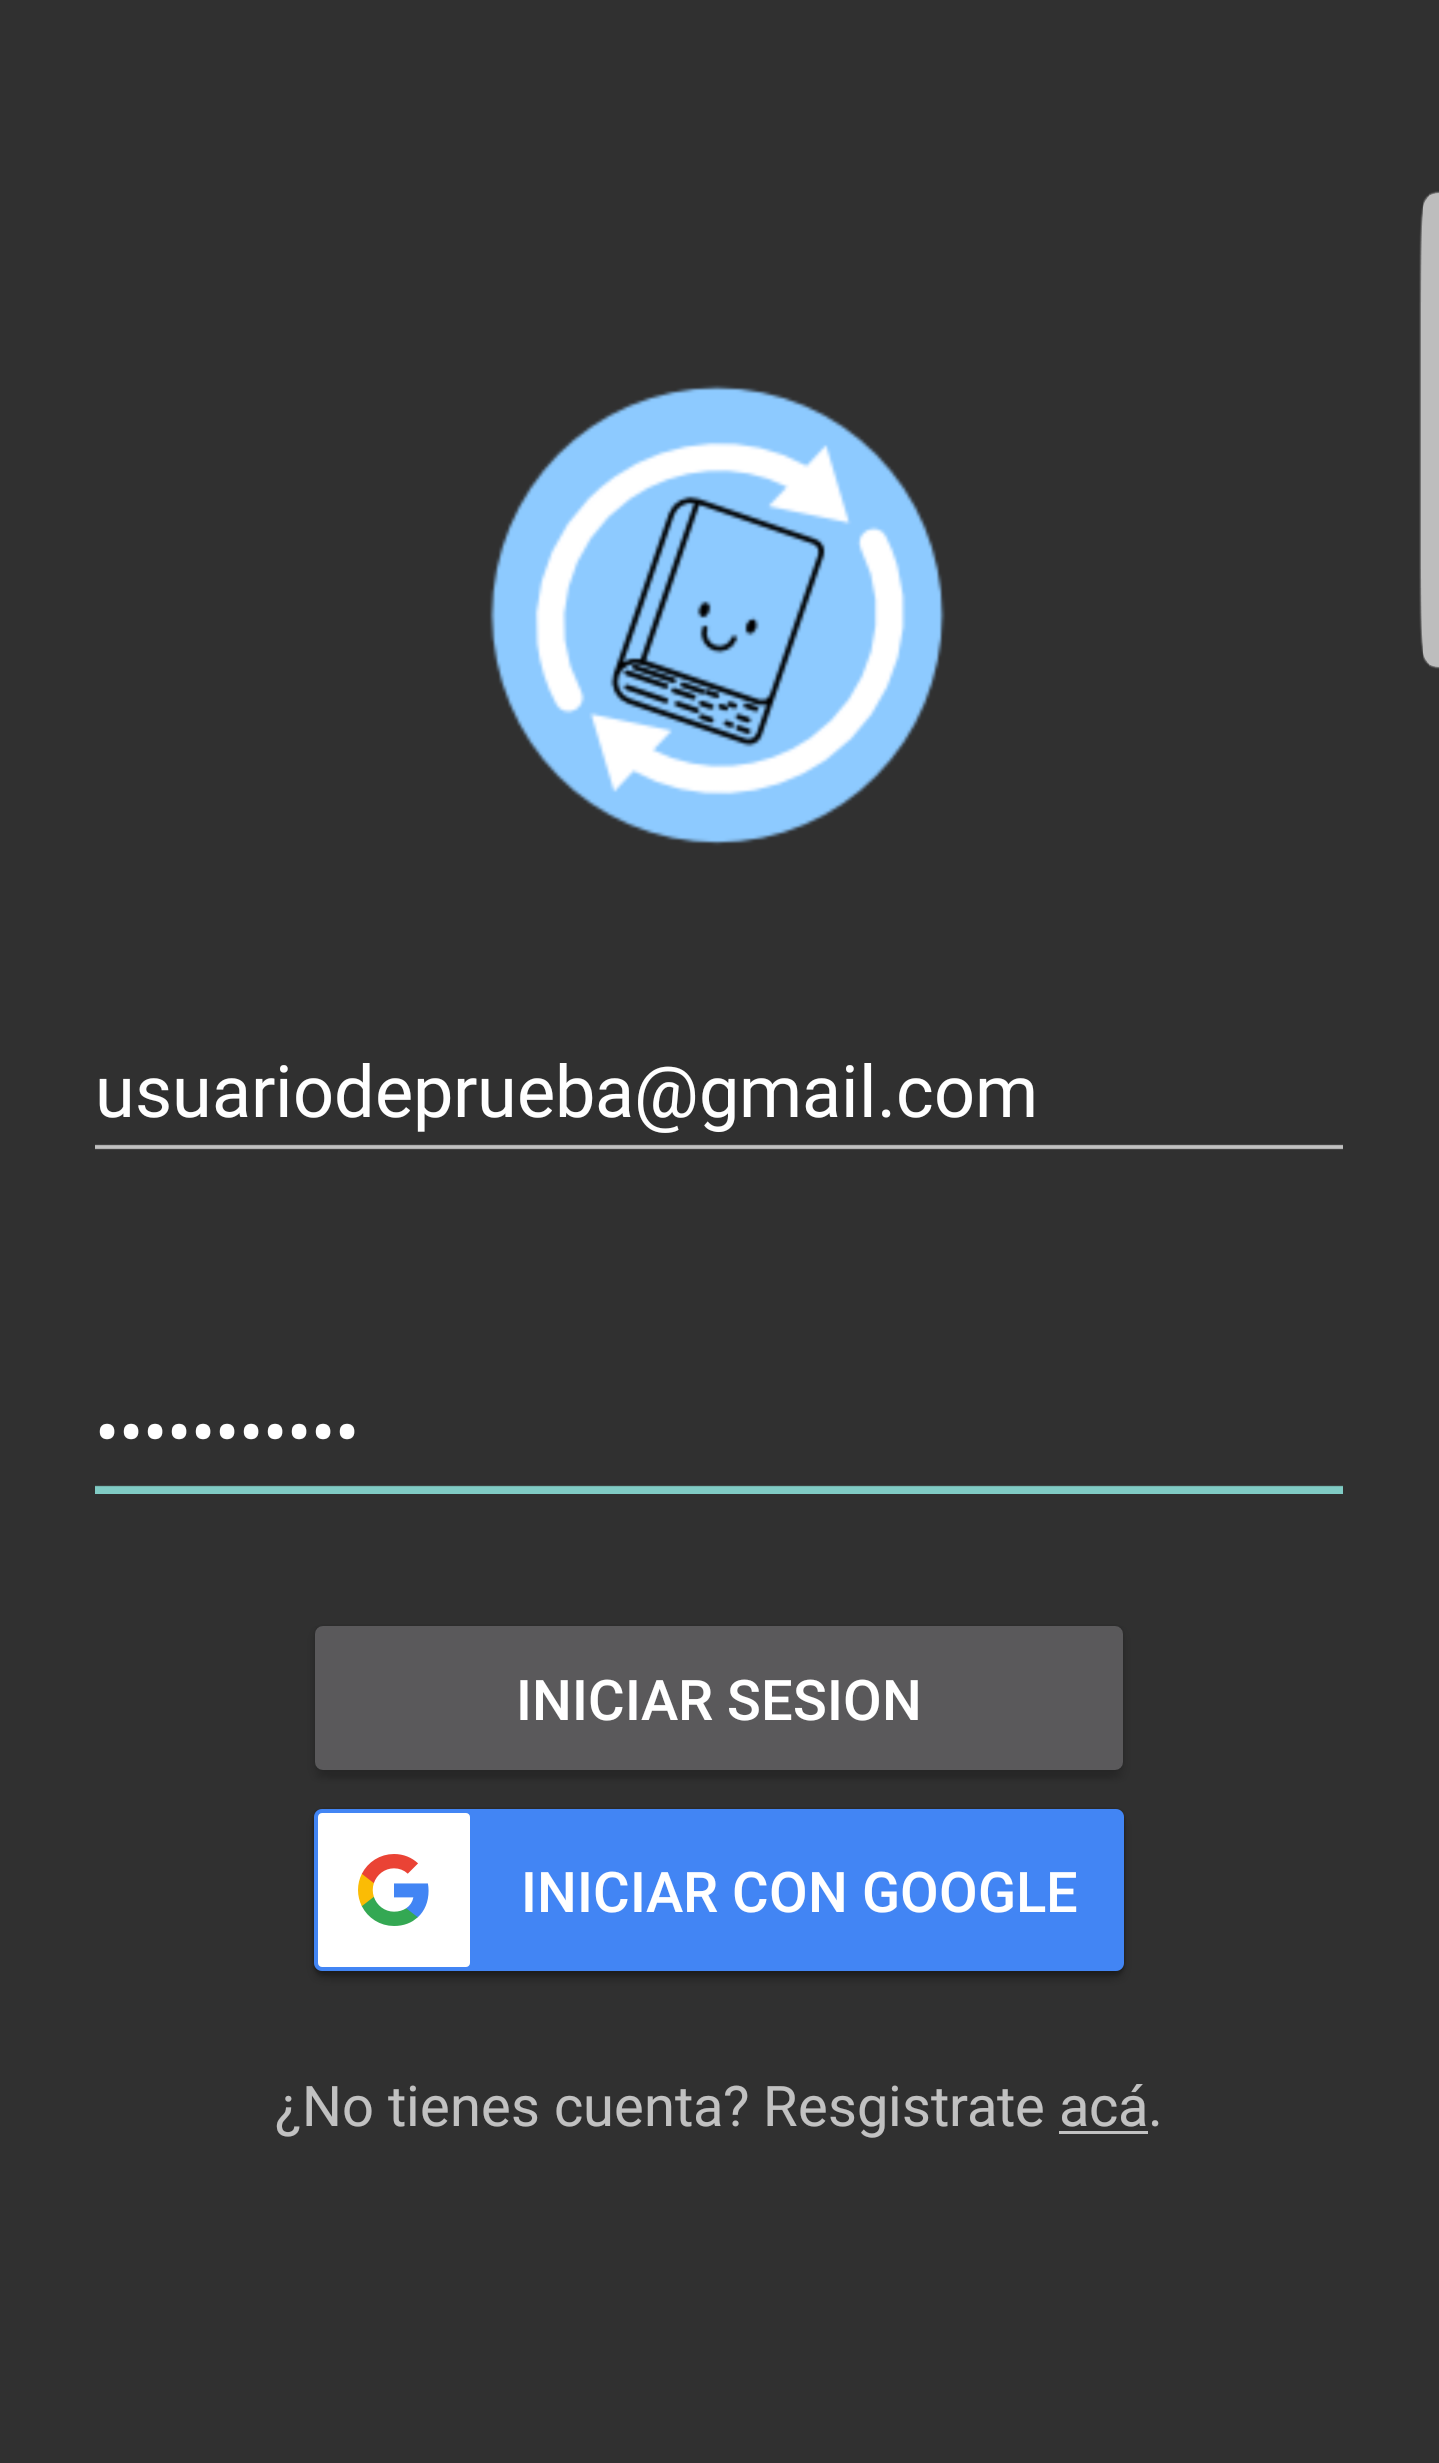 usuariodeprueba@gmail.com
•••••••••••
INICIAR SESION
INICIAR CON GOOGLE
¿No tienes cuenta? Resgistrate acá.